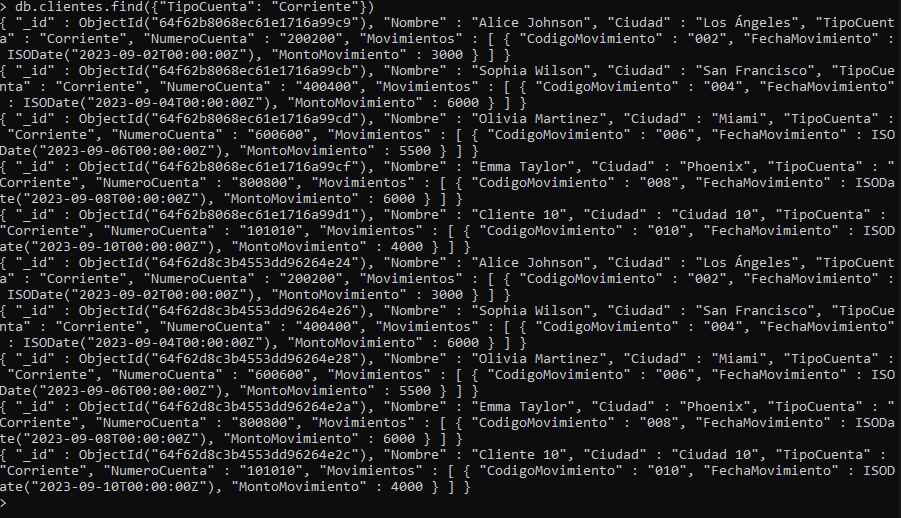 > db.clientes.find({"TipoCuenta": "Corriente"})
{ "_id" : ObjectId("64f62b8068ec61e1716a99c9"), "Nombre" : "Alice Johnson", "Ciudad" : "Los Ángeles", "TipoCuent
a" : "Corriente", "NumeroCuenta" : "200200", "Movimientos" : [ { "CodigoMovimiento" : "002", "FechaMovimiento" :
 ISODate("2023-09-02T00:00:00Z"), "MontoMovimiento" : 3000 } ] }
{ "_id" : ObjectId("64f62b8068ec61e1716a99cb"), "Nombre" : "Sophia Wilson", "Ciudad" : "San Francisco", "TipoCue
nta" : "Corriente", "NumeroCuenta" : "400400", "Movimientos" : [ { "CodigoMovimiento" : "004", "FechaMovimiento"
 : ISODate("2023-09-04T00:00:00Z"), "MontoMovimiento" : 6000 } ] }
{ "_id" : ObjectId("64f62b8068ec61e1716a99cd"), "Nombre" : "Olivia Martinez", "Ciudad" : "Miami", "TipoCuenta" :
 "Corriente", "NumeroCuenta" : "600600", "Movimientos" : [ { "CodigoMovimiento" : "006", "FechaMovimiento" : ISO
Date("2023-09-06T00:00:00Z"), "MontoMovimiento" : 5500 } ] }
{ "_id" : ObjectId("64f62b8068ec61e1716a99cf"), "Nombre" : "Emma Taylor", "Ciudad" : "Phoenix", "TipoCuenta" : "
Corriente", "NumeroCuenta" : "800800", "Movimientos" : [ { "CodigoMovimiento" : "008", "FechaMovimiento" : ISODa
te("2023-09-08T00:00:00Z"), "MontoMovimiento" : 6000 } ] }
{ "_id" : ObjectId("64f62b8068ec61e1716a99d1"), "Nombre" : "Cliente 10", "Ciudad" : "Ciudad 10", "TipoCuenta" :
"Corriente", "NumeroCuenta" : "101010", "Movimientos" : [ { "CodigoMovimiento" : "010", "FechaMovimiento" : ISOD
ate("2023-09-10T00:00:00Z"), "MontoMovimiento" : 4000 } ] }
{ "_id" : ObjectId("64f62d8c3b4553dd96264e24"), "Nombre" : "Alice Johnson", "Ciudad" : "Los Ángeles", "TipoCuent
a" : "Corriente", "NumeroCuenta" : "200200", "Movimientos" : [ { "CodigoMovimiento" : "002", "FechaMovimiento" :
 ISODate("2023-09-02T00:00:00Z"), "MontoMovimiento" : 3000 } ] }
{ "_id" : ObjectId("64f62d8c3b4553dd96264e26"), "Nombre" : "Sophia Wilson", "Ciudad" : "San Francisco", "TipoCue
nta" : "Corriente", "NumeroCuenta" : "400400", "Movimientos" : [ { "CodigoMovimiento" : "004", "FechaMovimiento"
 : ISODate("2023-09-04T00:00:00Z"), "MontoMovimiento" : 6000 } ] }
{ "_id" : ObjectId("64f62d8c3b4553dd96264e28"), "Nombre" : "Olivia Martinez", "Ciudad" : "Miami", "TipoCuenta" :
 "Corriente", "NumeroCuenta" : "600600", "Movimientos" : [ { "CodigoMovimiento" : "006", "FechaMovimiento" : ISO
Date("2023-09-06T00:00:00Z"), "MontoMovimiento" : 5500 } ] }
{ "_id" : ObjectId("64f62d8c3b4553dd96264e2a"), "Nombre" : "Emma Taylor", "Ciudad" : "Phoenix", "TipoCuenta" : "
Corriente", "NumeroCuenta" : "800800", "Movimientos" : [ { "CodigoMovimiento" : "008", "FechaMovimiento" : ISODa
te("2023-09-08T00:00:00Z"), "MontoMovimiento" : 6000 } ] }
{ "_id" : ObjectId("64f62d8c3b4553dd96264e2c"), "Nombre" : "Cliente 10", "Ciudad" : "Ciudad 10", "TipoCuenta" :
"Corriente", "NumeroCuenta" : "101010", "Movimientos" : [ { "CodigoMovimiento" : "010", "FechaMovimiento" : ISOD
ate("2023-09-10T00:00:00Z"), "MontoMovimiento" : 4000 } ] }
>